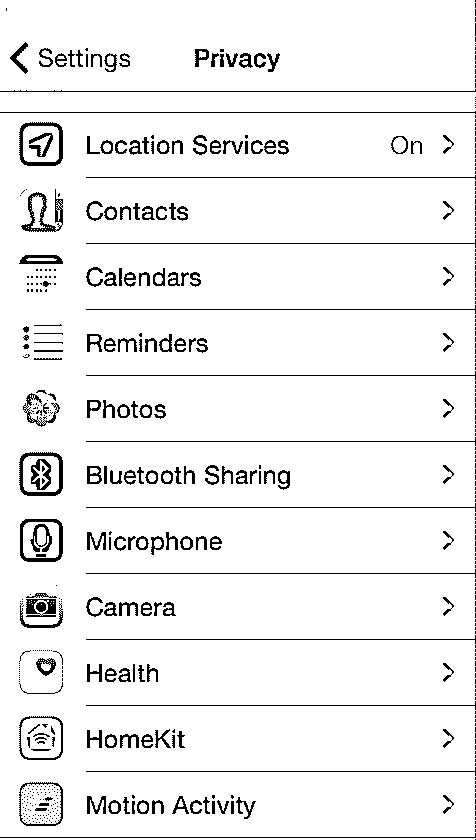 Settings Privacy
Location Services On
Contacts
Calendars
Reminders
Photos
Bluetooth Sharing
Microphone
Camera
Health
HomeKit
Motion Activity